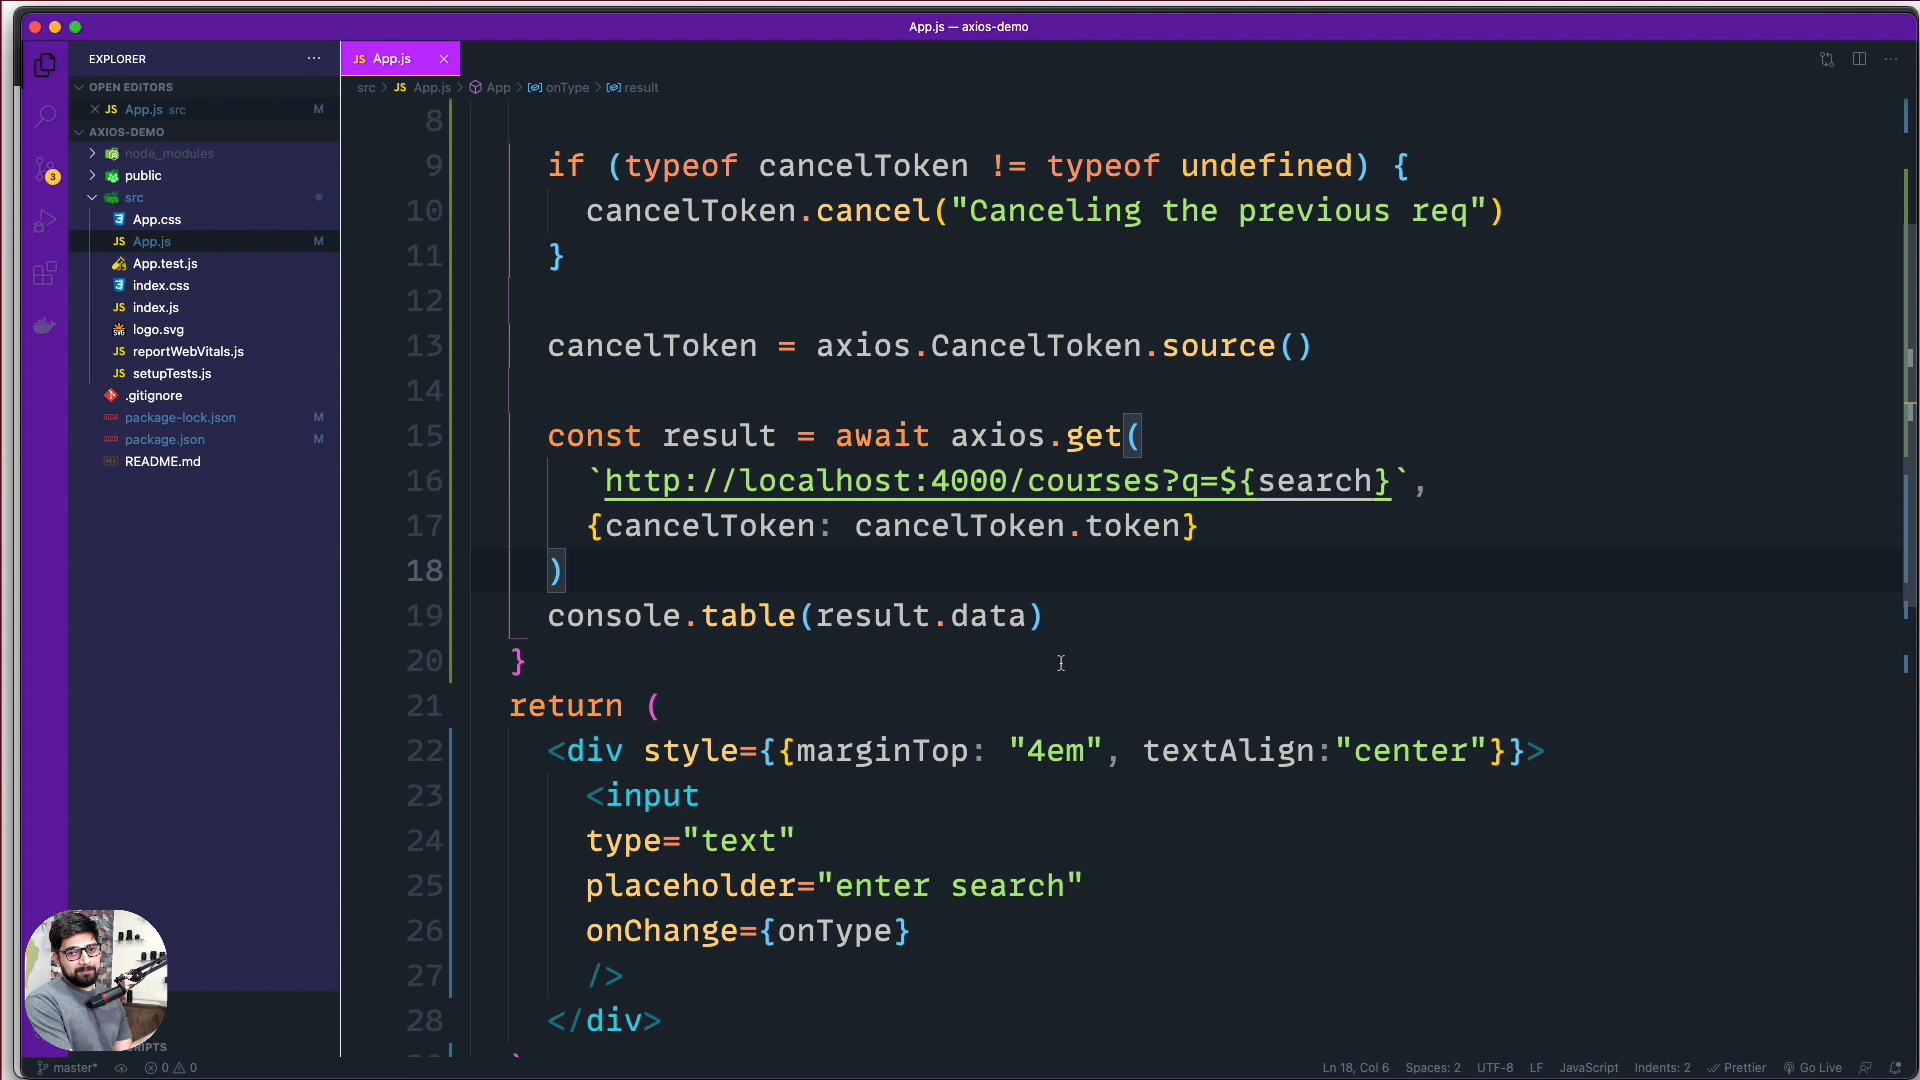 App.js — axios-demo
EXPLORER
App.js
OPEN EDITORS
App.js src M
AXIOS-DEMO
node_modules
public
src
App.css
App.js M
App.test.js
index.css
index.js
logo.svg
reportWebVitals.js
setupTests.js
.gitignore
package-lock.json M
package.json M
README.md
3
src > JS App.js > App > onType > result
8
9 if (typeof cancelToken != typeof undefined) {
10 cancelToken.cancel("Canceling the previous req")
11 }
12
13 cancelToken = axios.CancelToken.source()
14
15 const result = await axios.get(
16 `http://localhost:4000/courses?q=${search}`,
17 {cancelToken: cancelToken.token}
18 )
19 console.table(result.data)
20 }
21 return (
22 <div style={{marginTop: "4em", textAlign:"center"}}>
23 <input
24 type="text"
25 placeholder="enter search"
26 onChange={onType}
27 />
28 </div>
master* 0 0 Ln 18, Col 6 Spaces: 2 UTF-8 LF JavaScript Indents: 2 Prettier Go Live